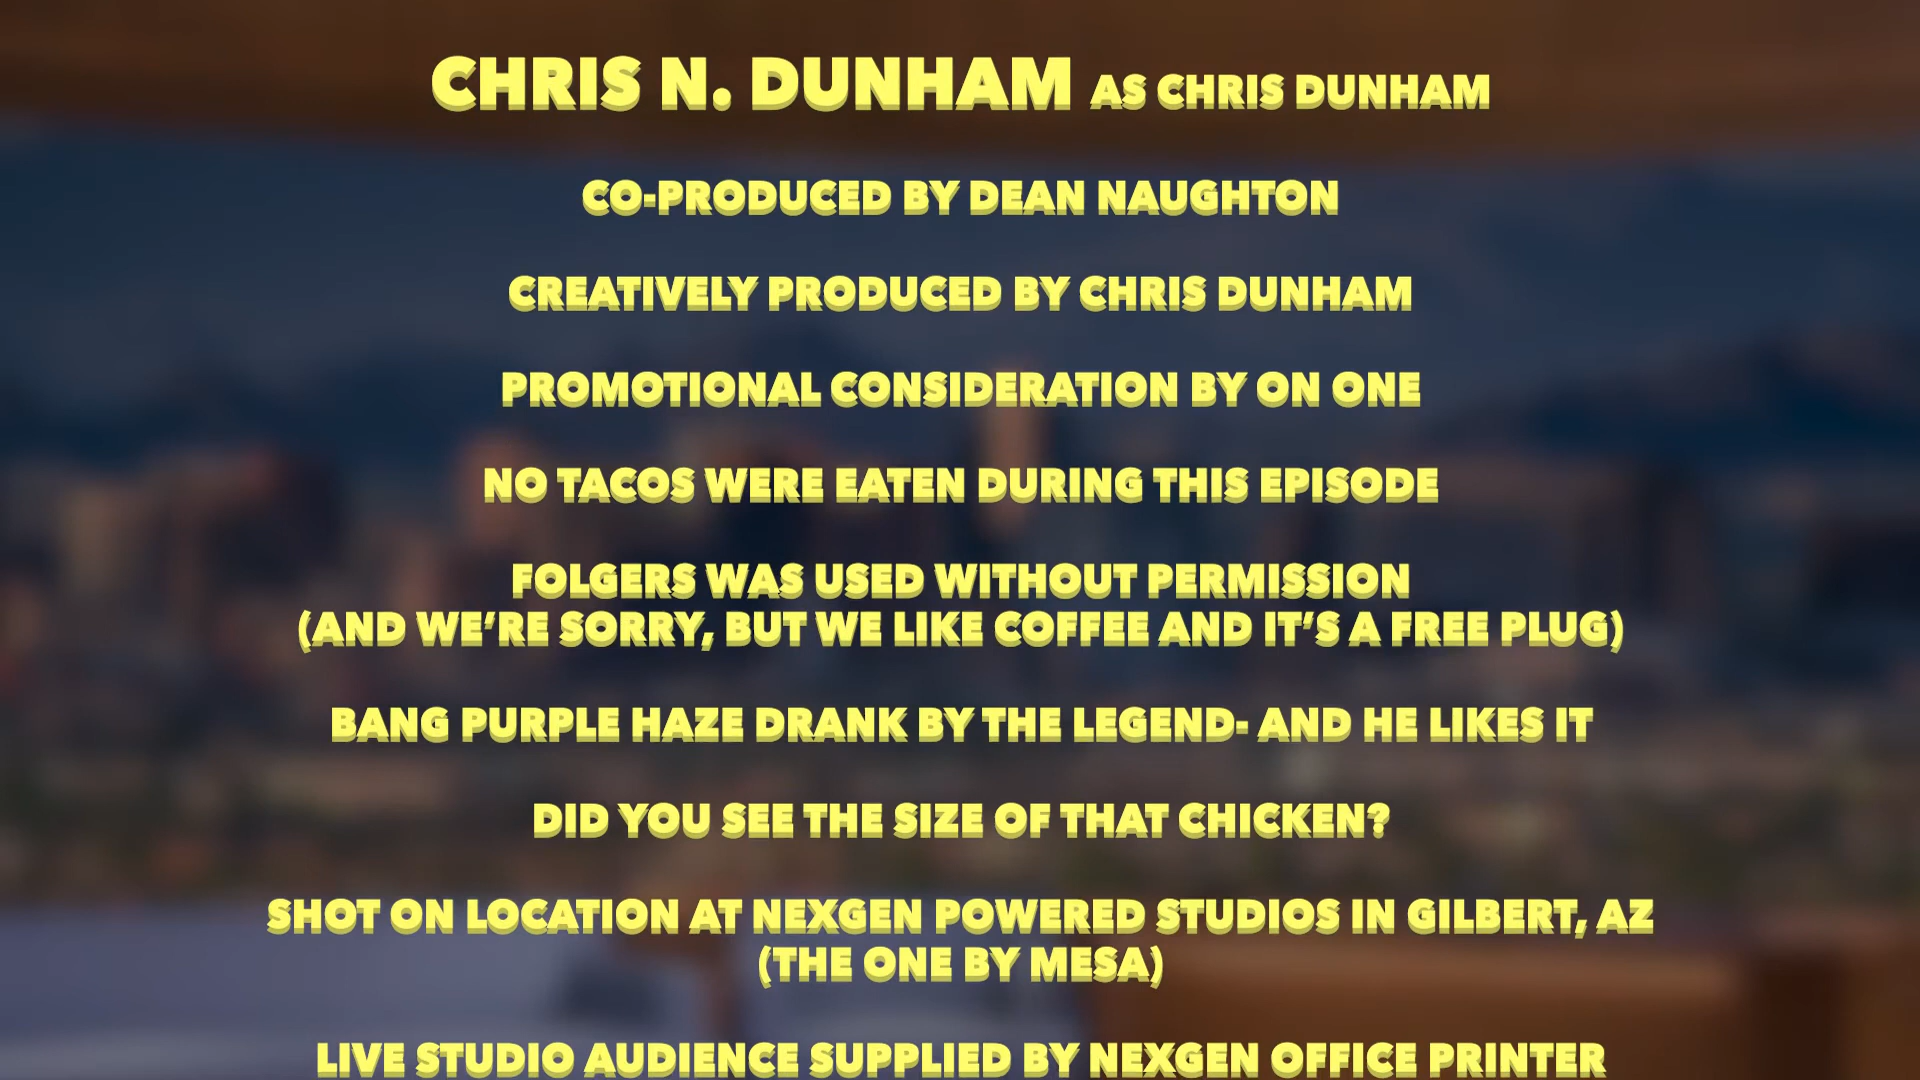 CHRIS N. DUNHAM AS CHRIS DUNHAM
CO-PRODUCED BY DEAN NAUGHTON
CREATIVELY PRODUCED BY CHRIS DUNHAM
PROMOTIONAL CONSIDERATION BY ON ONE
NO TACOS WERE EATEN DURING THIS EPISODE
FOLGERS WAS USED WITHOUT PERMISSION
(AND WE’RE SORRY, BUT WE LIKE COFFEE AND IT’S A FREE PLUG)
BANG PURPLE HAZE DRANK BY THE LEGEND- AND HE LIKES IT
DID YOU SEE THE SIZE OF THAT CHICKEN?
SHOT ON LOCATION AT NEXGEN POWERED STUDIOS IN GILBERT, AZ
(THE ONE BY MESA)
LIVE STUDIO AUDIENCE SUPPLIED BY NEXGEN OFFICE PRINTER